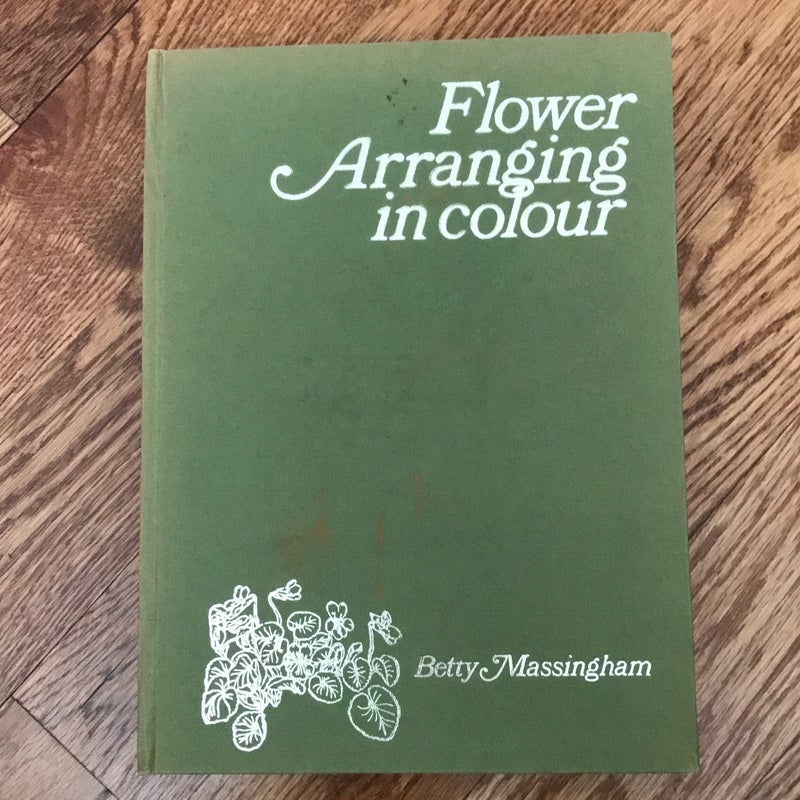 Flower
Arranging
in colour
Betty Massingham